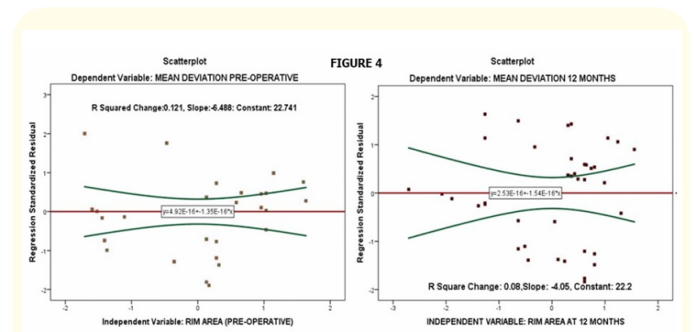 FIGURE 4
Scatterplot
Dependent Variable: MEAN DEVIATION PRE-OPERATIVE
R Squared Change:0.121, Slope:-6.488: Constant: 22.741
Regression Standardized Residual
3
2
1
0
-1
-2
y=4.92E-16+-1.35E-16*x
-2
-1
0
1
2
Independent Variable: RIM AREA (PRE-OPERATIVE)
Scatterplot
Dependent Variable: MEAN DEVIATION 12 MONTHS
Regression Standardized Residual
2
1
0
-1
-2
y=2.53E-16+-1.54E-16*x
R Square Change: 0.08,Slope: -4.05, Constant: 22.2
-3
-2
-1
0
1
2
INDEPENDENT VARIABLE: RIM AREA AT 12 MONTHS